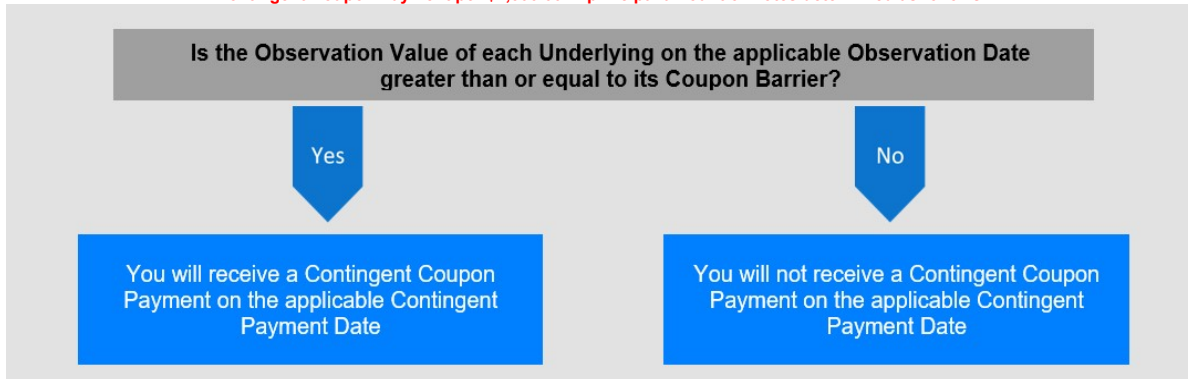 Is the Observation Value of each Underlying on the applicable Observation Date
greater than or equal to its Coupon Barrier?
Yes
No
You will receive a Contingent Coupon
Payment on the applicable Contingent
Payment Date
You will not receive a Contingent Coupon
Payment on the applicable Contingent
Payment Date